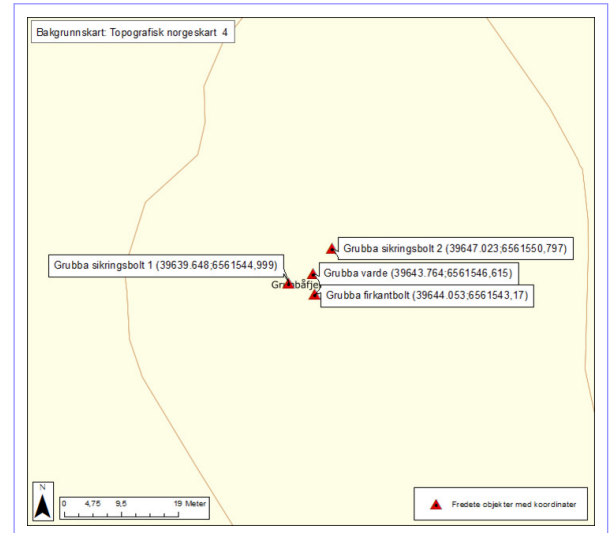 Bakgrunnskart: Topografisk norgeskart 4
Grubba sikringsbolt 2 (39647.023;6561550,797)
Grubba sikringsbolt 1 (39639.648;6561544,999)
Grubba varde (39643.764;6561546,615)
Grubba firkantbolt (39644.053;6561543,17)
N
0 4,75 9,5 19 Meter
Fredete objekter med koordinater